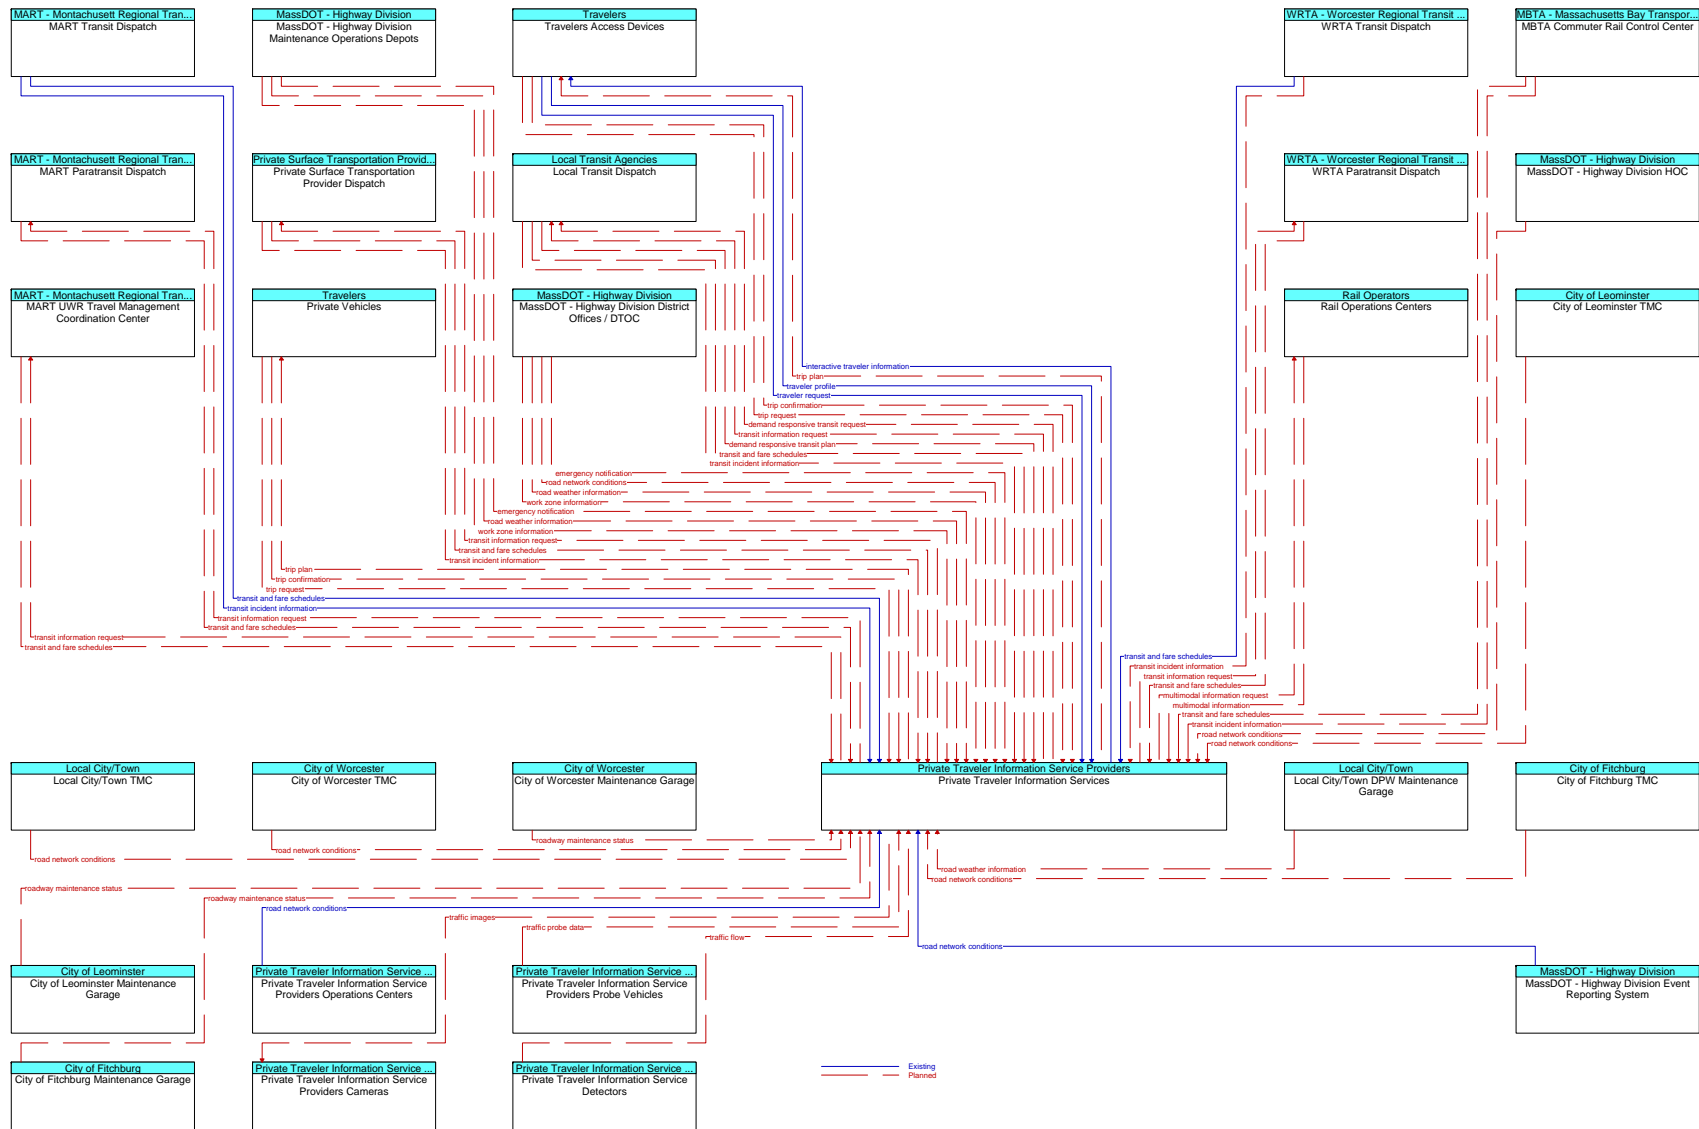 MART - Montachusett Regional Tran...
MART Transit Dispatch
MassDOT - Highway Division
MassDOT - Highway Division
Maintenance Operations Depots
Travelers
Travelers Access Devices
WRTA - Worcester Regional Transit ...
WRTA Transit Dispatch
MBTA - Massachusetts Bay Transpor...
MBTA Commuter Rail Control Center
MART - Montachusett Regional Tran...
MART Paratransit Dispatch
Private Surface Transportation Provid...
Private Surface Transportation
Provider Dispatch
Local Transit Agencies
Local Transit Dispatch
WRTA - Worcester Regional Transit ...
WRTA Paratransit Dispatch
MassDOT - Highway Division
MassDOT - Highway Division HOC
MART - Montachusett Regional Tran...
MART UWR Travel Management
Coordination Center
Travelers
Private Vehicles
MassDOT - Highway Division
MassDOT - Highway Division District
Offices / DTOC
Rail Operators
Rail Operations Centers
City of Leominster
City of Leominster TMC
interactive traveler information
trip plan
traveler profile
traveler request
trip confirmation
trip request
demand responsive transit request
transit information request
demand responsive transit plan
transit and fare schedules
transit incident information
emergency notification
road network conditions
road weather information
work zone information
emergency notification
road weather information
work zone information
transit information request
transit and fare schedules
transit incident information
trip plan
trip confirmation
trip request
transit and fare schedules
transit incident information
transit information request
transit and fare schedules
transit information request
transit and fare schedules
transit and fare schedules
transit incident information
transit information request
transit and fare schedules
multimodal information request
multimodal information
transit and fare schedules
transit incident information
road network conditions
road network conditions
Local City/Town
Local City/Town TMC
City of Worcester
City of Worcester TMC
City of Worcester
City of Worcester Maintenance Garage
Private Traveler Information Service Providers
Private Traveler Information Services
Local City/Town
Local City/Town DPW Maintenance
Garage
City of Fitchburg
City of Fitchburg TMC
roadway maintenance status
road network conditions
road network conditions
road weather information
road network conditions
roadway maintenance status
roadway maintenance status
road network conditions
traffic images
traffic probe data
traffic flow
road network conditions
City of Leominster
City of Leominster Maintenance
Garage
Private Traveler Information Service ...
Private Traveler Information Service
Providers Operations Centers
Private Traveler Information Service ...
Private Traveler Information Service
Providers Probe Vehicles
MassDOT - Highway Division
MassDOT - Highway Division Event
Reporting System
City of Fitchburg
City of Fitchburg Maintenance Garage
Private Traveler Information Service ...
Private Traveler Information Service
Providers Cameras
Private Traveler Information Service ...
Private Traveler Information Service
Detectors
Existing
Planned